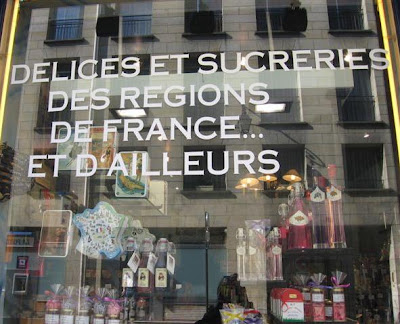 DELICES ET SUCRERIES
DES REGIONS
DE FRANCE...
ET D'AILLEURS